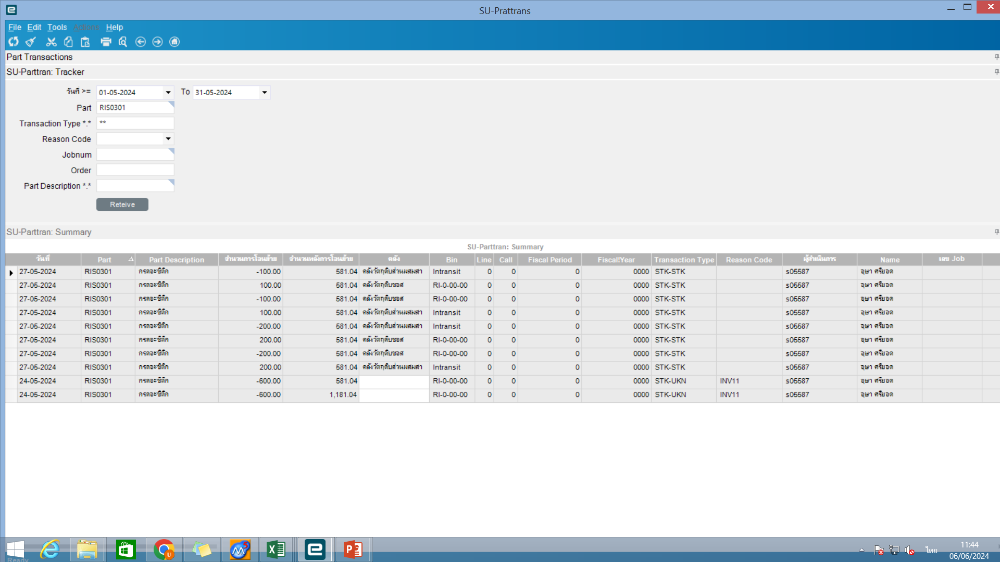 SU-Prattrans
File Edit Tools Actions Help
Part Transactions
SU-Parttran: Tracker
วันที่ >= 01-05-2024 To 31-05-2024
Part RIS0301
Transaction Type *.* **
Reason Code
Jobnum
Order
Part Description *.*
Reteive
SU-Parttran: Summary
SU-Parttran: Summary
วันที่ Part Part Description จำนวนการโอนย้าย จำนวนหลังการโอนย้าย คลัง Bin Line Call Fiscal Period Fiscal!Year Transaction Type Reason Code ผู้ดำเนินการ Name เลข Job
27-05-2024 RIS0301 กรดอะซิติก -100.00 581.04 คลังวัตถุดิบส่วนผสมสา Intransit 0 0 0 0000 STK-STK s05587 อุษา ศรียอด
27-05-2024 RIS0301 กรดอะซิติก 100.00 581.04 คลังวัตถุดิบซอส RI-0-00-00 0 0 0 0000 STK-STK s05587 อุษา ศรียอด
27-05-2024 RIS0301 กรดอะซิติก -100.00 581.04 คลังวัตถุดิบซอส RI-0-00-00 0 0 0 0000 STK-STK s05587 อุษา ศรียอด
27-05-2024 RIS0301 กรดอะซิติก 100.00 581.04 คลังวัตถุดิบส่วนผสมสา Intransit 0 0 0 0000 STK-STK s05587 อุษา ศรียอด
27-05-2024 RIS0301 กรดอะซิติก -200.00 581.04 คลังวัตถุดิบส่วนผสมสา Intransit 0 0 0 0000 STK-STK s05587 อุษา ศรียอด
27-05-2024 RIS0301 กรดอะซิติก 200.00 581.04 คลังวัตถุดิบซอส RI-0-00-00 0 0 0 0000 STK-STK s05587 อุษา ศรียอด
27-05-2024 RIS0301 กรดอะซิติก -200.00 581.04 คลังวัตถุดิบซอส RI-0-00-00 0 0 0 0000 STK-STK s05587 อุษา ศรียอด
27-05-2024 RIS0301 กรดอะซิติก 200.00 581.04 คลังวัตถุดิบส่วนผสมสา Intransit 0 0 0 0000 STK-STK s05587 อุษา ศรียอด
24-05-2024 RIS0301 กรดอะซิติก -600.00 581.04 RI-0-00-00 0 0 0 0000 STK-UKN INV11 s05587 อุษา ศรียอด
24-05-2024 RIS0301 กรดอะซิติก -600.00 1,181.04 RI-0-00-00 0 0 0 0000 STK-UKN INV11 s05587 อุษา ศรียอด
Ready
ไทย
11:44
06/06/2024